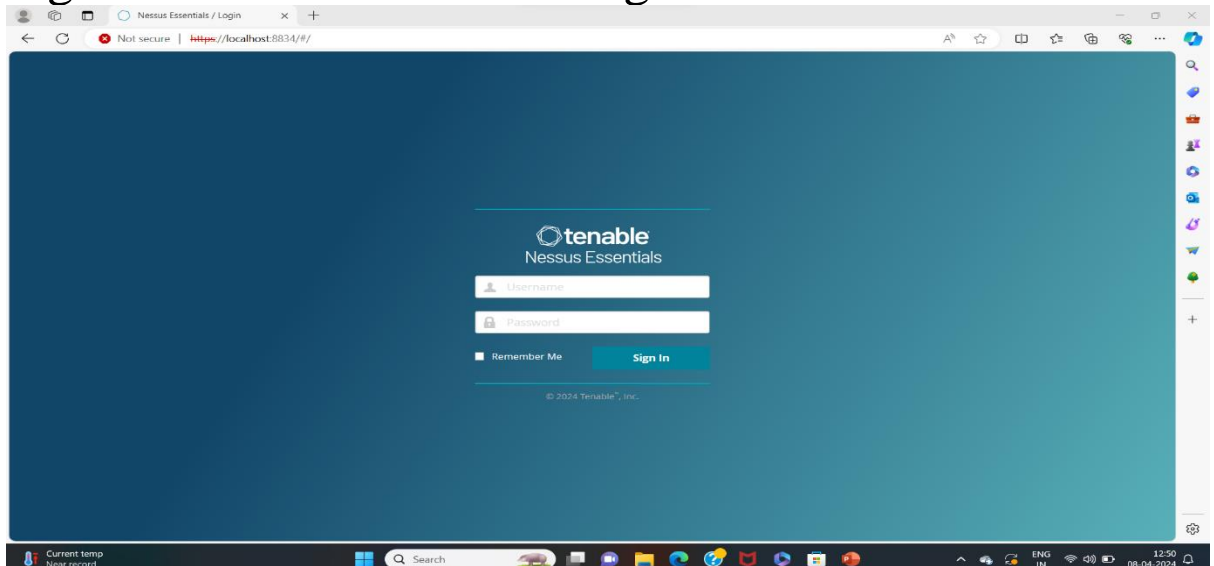 Nessus Essentials / Login
Not secure | https://localhost:8834/#/
tenable
Nessus Essentials
Username
Password
Remember Me
Sign In
© 2024 Tenable™, Inc.
Current temp
Near record
Search
ENG
IN
12:50
08-04-2024